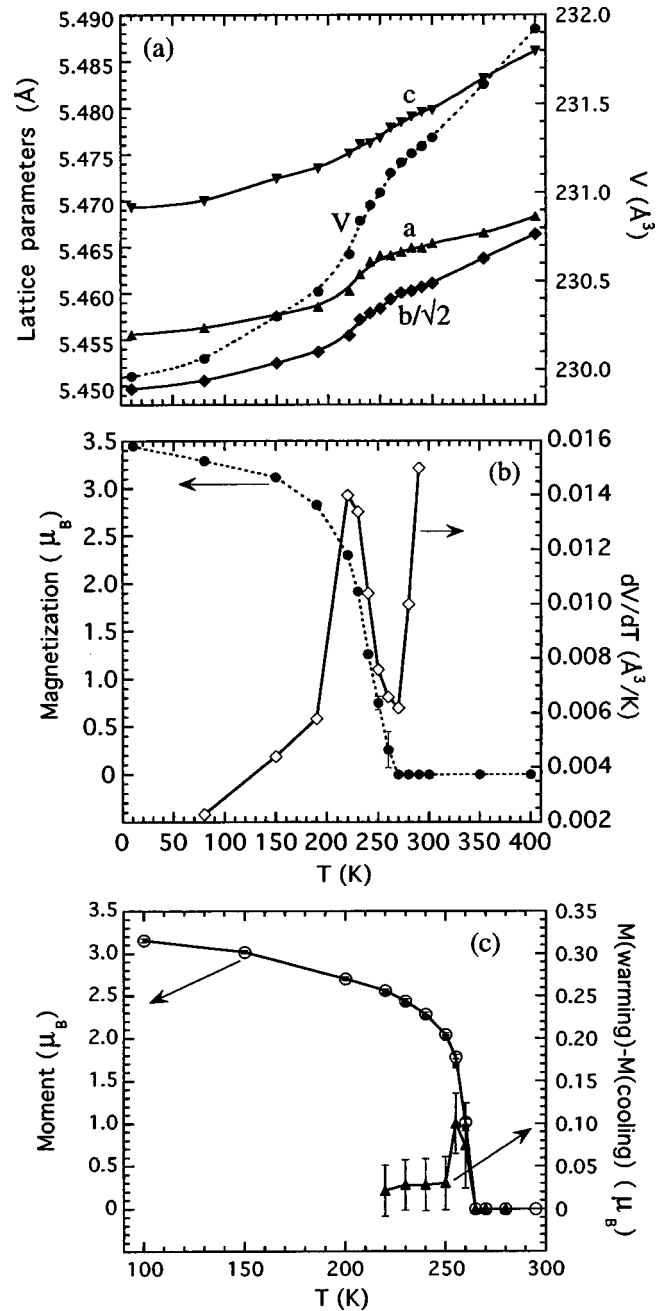 (a)
Lattice parameters (Å)
5.490
5.485
5.480
5.475
5.470
5.465
5.460
5.455
5.450
c
V
a
b/√2
232.0
231.5
231.0
230.5
230.0
V (Å³)
(b)
Magnetization ( μB)
3.5
3.0
2.5
2.0
1.5
1.0
0.5
0
0.016
0.014
0.012
0.010
0.008
0.006
0.004
0.002
dV/dT (Å³/K)
0 50 100 150 200 250 300 350 400
T (K)
(c)
Moment (μB)
3.5
3.0
2.5
2.0
1.5
1.0
0.5
0
0.35
0.30
0.25
0.20
0.15
0.10
0.05
0
M(warming)-M(cooling) ( μB)
100 150 200 250 300
T (K)